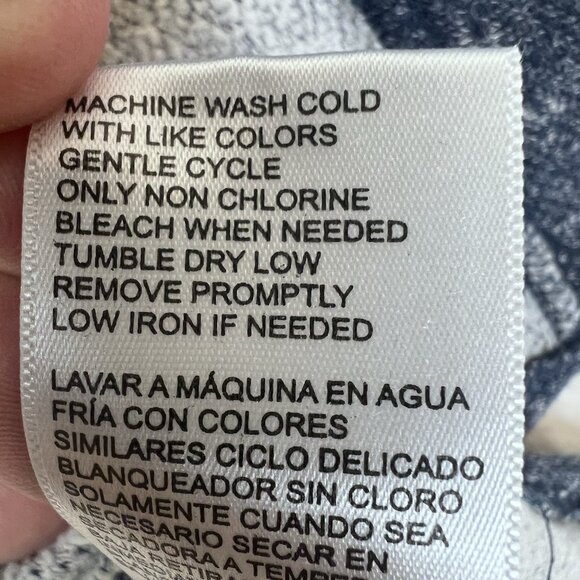 MACHINE WASH COLD
WITH LIKE COLORS
GENTLE CYCLE
ONLY NON CHLORINE
BLEACH WHEN NEEDED
TUMBLE DRY LOW
REMOVE PROMPTLY
LOW IRON IF NEEDED
LAVAR A MÁQUINA EN AGUA
FRÍA CON COLORES
SIMILARES CICLO DELICADO
BLANQUEADOR SIN CLORO
SOLAMENTE CUANDO SEA
NECESARIO SECAR EN
SECADORA A